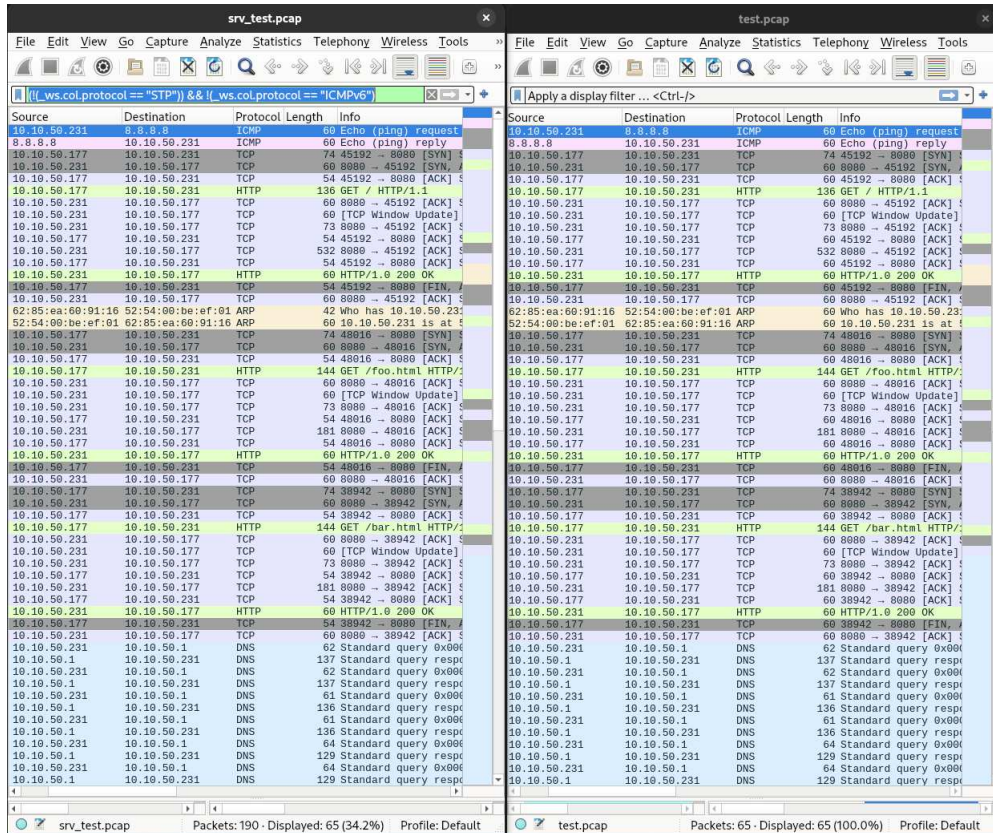 srv_test.pcap
File Edit View Go Capture Analyze Statistics Telephony Wireless Tools »
(!(_ws.col.protocol == "STP")) && !(_ws.col.protocol == "ICMPv6")
Source Destination Protocol Length Info
10.10.50.231 8.8.8.8 ICMP 60 Echo (ping) request
8.8.8.8 10.10.50.231 ICMP 60 Echo (ping) reply
10.10.50.177 10.10.50.231 TCP 74 45192 → 8080 [SYN] S
10.10.50.231 10.10.50.177 TCP 60 8080 → 45192 [SYN, A
10.10.50.177 10.10.50.231 TCP 54 45192 → 8080 [ACK] S
10.10.50.177 10.10.50.231 HTTP 136 GET / HTTP/1.1
10.10.50.231 10.10.50.177 TCP 60 8080 → 45192 [ACK] S
10.10.50.231 10.10.50.177 TCP 60 [TCP Window Update]
10.10.50.231 10.10.50.177 TCP 73 8080 → 45192 [ACK] S
10.10.50.177 10.10.50.231 TCP 54 45192 → 8080 [ACK] S
10.10.50.231 10.10.50.177 TCP 532 8080 → 45192 [ACK] S
10.10.50.177 10.10.50.231 TCP 54 45192 → 8080 [ACK] S
10.10.50.231 10.10.50.177 HTTP 60 HTTP/1.0 200 OK
10.10.50.177 10.10.50.231 TCP 54 45192 → 8080 [FIN, A
10.10.50.231 10.10.50.177 TCP 60 8080 → 45192 [ACK] S
62:85:ea:60:91:16 52:54:00:be:ef:01 ARP 42 Who has 10.10.50.231
52:54:00:be:ef:01 62:85:ea:60:91:16 ARP 60 10.10.50.231 is at 5
10.10.50.177 10.10.50.231 TCP 74 48016 → 8080 [SYN] S
10.10.50.231 10.10.50.177 TCP 60 8080 → 48016 [SYN, A
10.10.50.177 10.10.50.231 TCP 54 48016 → 8080 [ACK] S
10.10.50.177 10.10.50.231 HTTP 144 GET /foo.html HTTP/1
10.10.50.231 10.10.50.177 TCP 60 8080 → 48016 [ACK] S
10.10.50.231 10.10.50.177 TCP 60 [TCP Window Update]
10.10.50.231 10.10.50.177 TCP 73 8080 → 48016 [ACK] S
10.10.50.177 10.10.50.231 TCP 54 48016 → 8080 [ACK] S
10.10.50.231 10.10.50.177 TCP 181 8080 → 48016 [ACK] S
10.10.50.177 10.10.50.231 TCP 54 48016 → 8080 [ACK] S
10.10.50.231 10.10.50.177 HTTP 60 HTTP/1.0 200 OK
10.10.50.177 10.10.50.231 TCP 54 48016 → 8080 [FIN, A
10.10.50.231 10.10.50.177 TCP 60 8080 → 48016 [ACK] S
10.10.50.177 10.10.50.231 TCP 74 38942 → 8080 [SYN] S
10.10.50.231 10.10.50.177 TCP 60 8080 → 38942 [SYN, A
10.10.50.177 10.10.50.231 TCP 54 38942 → 8080 [ACK] S
10.10.50.177 10.10.50.231 HTTP 144 GET /bar.html HTTP/1
10.10.50.231 10.10.50.177 TCP 60 8080 → 38942 [ACK] S
10.10.50.231 10.10.50.177 TCP 60 [TCP Window Update]
10.10.50.231 10.10.50.177 TCP 73 8080 → 38942 [ACK] S
10.10.50.177 10.10.50.231 TCP 54 38942 → 8080 [ACK] S
10.10.50.231 10.10.50.177 TCP 181 8080 → 38942 [ACK] S
10.10.50.177 10.10.50.231 TCP 54 38942 → 8080 [ACK] S
10.10.50.231 10.10.50.177 HTTP 60 HTTP/1.0 200 OK
10.10.50.177 10.10.50.231 TCP 54 38942 → 8080 [FIN, A
10.10.50.231 10.10.50.177 TCP 60 8080 → 38942 [ACK] S
10.10.50.231 10.10.50.1 DNS 62 Standard query 0x000
10.10.50.1 10.10.50.231 DNS 137 Standard query respo
10.10.50.231 10.10.50.1 DNS 62 Standard query 0x000
10.10.50.1 10.10.50.231 DNS 137 Standard query respo
10.10.50.231 10.10.50.1 DNS 61 Standard query 0x000
10.10.50.1 10.10.50.231 DNS 136 Standard query respo
10.10.50.231 10.10.50.1 DNS 61 Standard query 0x000
10.10.50.1 10.10.50.231 DNS 136 Standard query respo
10.10.50.231 10.10.50.1 DNS 64 Standard query 0x000
10.10.50.1 10.10.50.231 DNS 129 Standard query respo
10.10.50.231 10.10.50.1 DNS 64 Standard query 0x000
10.10.50.1 10.10.50.231 DNS 129 Standard query respo
srv_test.pcap Packets: 190 · Displayed: 65 (34.2%) Profile: Default
test.pcap
File Edit View Go Capture Analyze Statistics Telephony Wireless Tools »
Apply a display filter … <Ctrl-/>
Source Destination Protocol Length Info
10.10.50.231 8.8.8.8 ICMP 60 Echo (ping) request
8.8.8.8 10.10.50.231 ICMP 60 Echo (ping) reply
10.10.50.177 10.10.50.231 TCP 74 45192 → 8080 [SYN] S
10.10.50.231 10.10.50.177 TCP 60 8080 → 45192 [SYN, A
10.10.50.177 10.10.50.231 TCP 60 45192 → 8080 [ACK] S
10.10.50.177 10.10.50.231 HTTP 136 GET / HTTP/1.1
10.10.50.231 10.10.50.177 TCP 60 8080 → 45192 [ACK] S
10.10.50.231 10.10.50.177 TCP 60 [TCP Window Update]
10.10.50.231 10.10.50.177 TCP 73 8080 → 45192 [ACK] S
10.10.50.177 10.10.50.231 TCP 60 45192 → 8080 [ACK] S
10.10.50.231 10.10.50.177 TCP 532 8080 → 45192 [ACK] S
10.10.50.177 10.10.50.231 TCP 60 45192 → 8080 [ACK] S
10.10.50.231 10.10.50.177 HTTP 60 HTTP/1.0 200 OK
10.10.50.177 10.10.50.231 TCP 60 45192 → 8080 [FIN, A
10.10.50.231 10.10.50.177 TCP 60 8080 → 45192 [ACK] S
62:85:ea:60:91:16 52:54:00:be:ef:01 ARP 60 Who has 10.10.50.23
52:54:00:be:ef:01 62:85:ea:60:91:16 ARP 60 10.10.50.231 is at 5
10.10.50.177 10.10.50.231 TCP 74 48016 → 8080 [SYN] S
10.10.50.231 10.10.50.177 TCP 60 8080 → 48016 [SYN, A
10.10.50.177 10.10.50.231 TCP 60 48016 → 8080 [ACK] S
10.10.50.177 10.10.50.231 HTTP 144 GET /foo.html HTTP/1
10.10.50.231 10.10.50.177 TCP 60 8080 → 48016 [ACK] S
10.10.50.231 10.10.50.177 TCP 60 [TCP Window Update]
10.10.50.231 10.10.50.177 TCP 73 8080 → 48016 [ACK] S
10.10.50.177 10.10.50.231 TCP 60 48016 → 8080 [ACK] S
10.10.50.231 10.10.50.177 TCP 181 8080 → 48016 [ACK] S
10.10.50.177 10.10.50.231 TCP 60 48016 → 8080 [ACK] S
10.10.50.231 10.10.50.177 HTTP 60 HTTP/1.0 200 OK
10.10.50.177 10.10.50.231 TCP 60 48016 → 8080 [FIN, A
10.10.50.231 10.10.50.177 TCP 60 8080 → 48016 [ACK] S
10.10.50.177 10.10.50.231 TCP 74 38942 → 8080 [SYN] S
10.10.50.231 10.10.50.177 TCP 60 8080 → 38942 [SYN, A
10.10.50.177 10.10.50.231 TCP 60 38942 → 8080 [ACK] S
10.10.50.177 10.10.50.231 HTTP 144 GET /bar.html HTTP/1
10.10.50.231 10.10.50.177 TCP 60 8080 → 38942 [ACK] S
10.10.50.231 10.10.50.177 TCP 60 [TCP Window Update]
10.10.50.231 10.10.50.177 TCP 73 8080 → 38942 [ACK] S
10.10.50.177 10.10.50.231 TCP 60 38942 → 8080 [ACK] S
10.10.50.231 10.10.50.177 TCP 181 8080 → 38942 [ACK] S
10.10.50.177 10.10.50.231 TCP 60 38942 → 8080 [ACK] S
10.10.50.231 10.10.50.177 HTTP 60 HTTP/1.0 200 OK
10.10.50.177 10.10.50.231 TCP 60 38942 → 8080 [FIN, A
10.10.50.231 10.10.50.177 TCP 60 8080 → 38942 [ACK] S
10.10.50.231 10.10.50.1 DNS 62 Standard query 0x000
10.10.50.1 10.10.50.231 DNS 137 Standard query respo
10.10.50.231 10.10.50.1 DNS 62 Standard query 0x000
10.10.50.1 10.10.50.231 DNS 137 Standard query respo
10.10.50.231 10.10.50.1 DNS 61 Standard query 0x000
10.10.50.1 10.10.50.231 DNS 136 Standard query respo
10.10.50.231 10.10.50.1 DNS 61 Standard query 0x000
10.10.50.1 10.10.50.231 DNS 136 Standard query respo
10.10.50.231 10.10.50.1 DNS 64 Standard query 0x000
10.10.50.1 10.10.50.231 DNS 129 Standard query respo
10.10.50.231 10.10.50.1 DNS 64 Standard query 0x000
10.10.50.1 10.10.50.231 DNS 129 Standard query respo
test.pcap Packets: 65 · Displayed: 65 (100.0%) Profile: Default